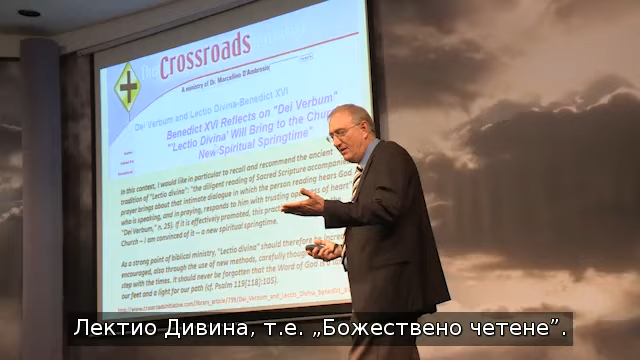 The Crossroads Initiative
A ministry of Dr. Marcellino D'Ambrosio
Dei Verbum and Lectio Divina-Benedict XVI
Benedict XVI Reflects on "Dei Verbum"
"'Lectio Divina' Will Bring to the Church
New Spiritual Springtime"
In this context, I would like in particular to recall and recommend the ancient
tradition of "Lectio divina": "the diligent reading of Sacred Scripture accompanied
prayer brings about that intimate dialogue in which the person reading hears God
who is speaking, and in praying, responds to him with trusting openness of heart"
"Dei Verbum," n. 25). If it is effectively promoted, this
Church – I am convinced of it – a new spiritual springtime.
As a strong point of biblical ministry, "Lectio divina" should therefore be
encouraged, also through the use of new methods, carefully
step with the times. It should never be forgotten that the Word of God is
our feet and a light for our path (cf. Psalm 119[118]:105).
Лектио Дивина, т.е. „Божествено четене”.